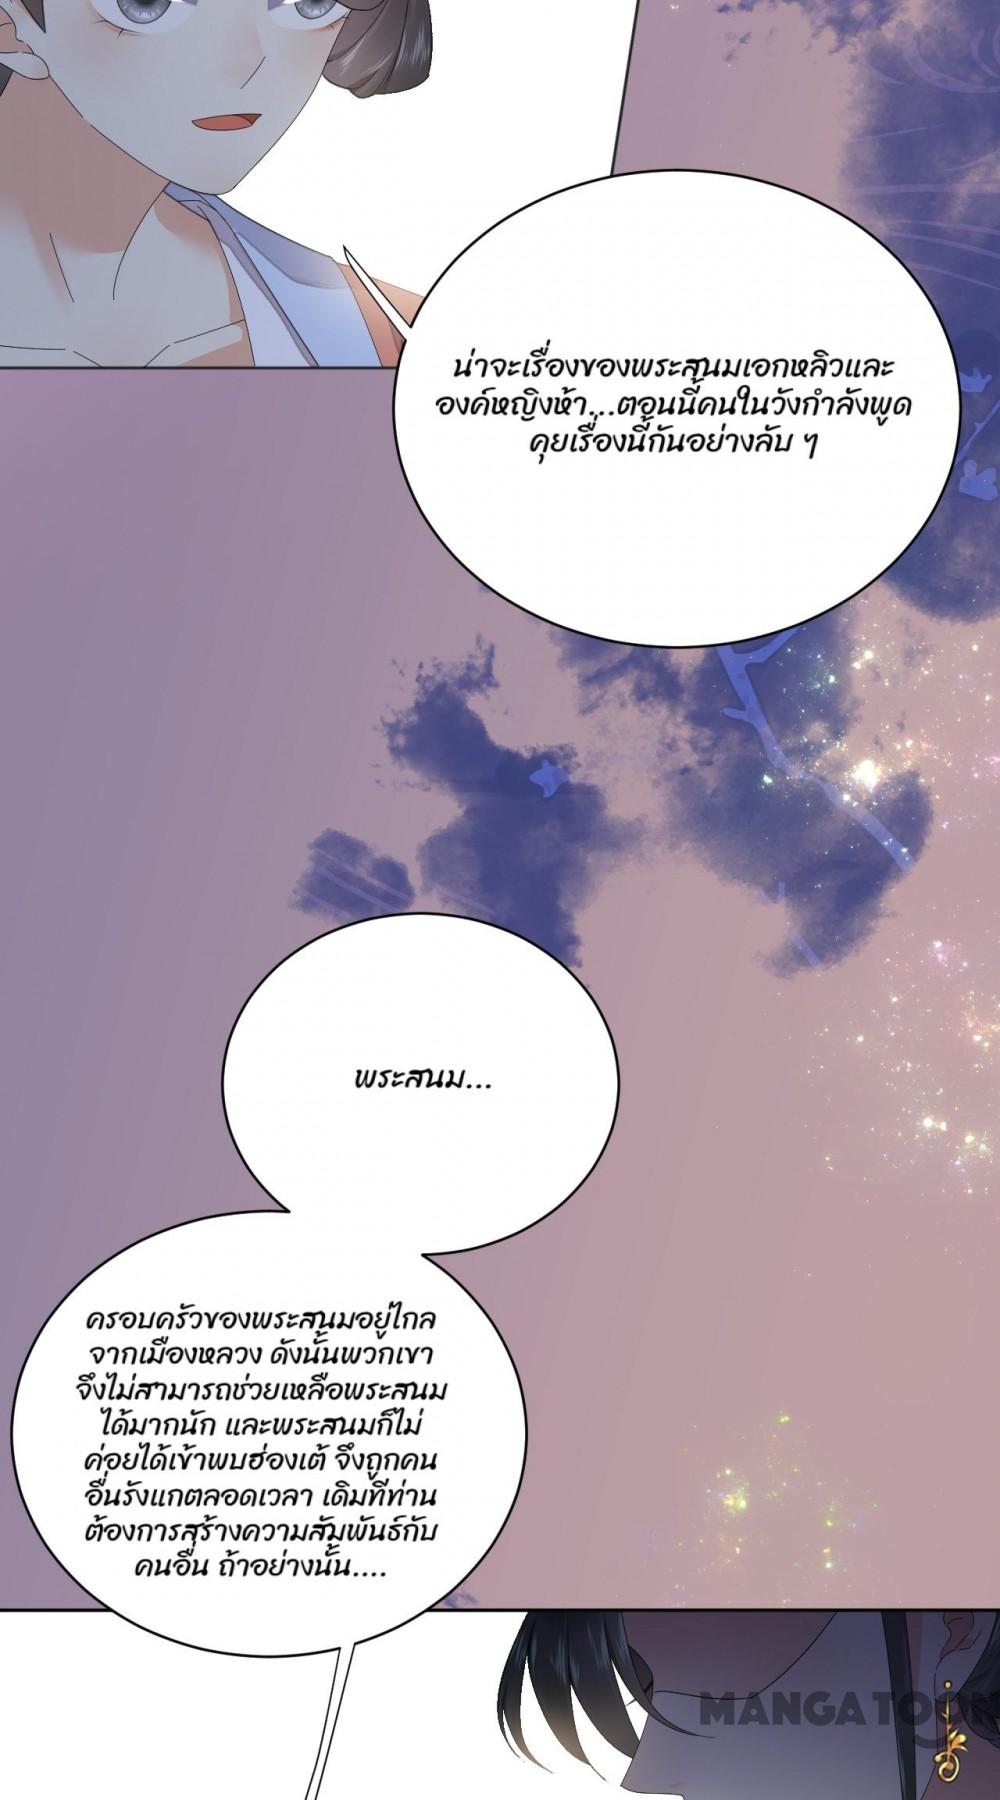 น่าจะเรื่องของพระสนมเอกหลิวและ
องค์หญิงห้า...ตอนนี้คนในวังกำลังพูด
คุยเรื่องนี้กันอย่างลับ ๆ
พระสนม...
ครอบครัวของพระสนมอยู่ไกล
จากเมืองหลวง ดังนั้นพวกเขา
จึงไม่สามารถช่วยเหลือพระสนม
ได้มากนัก และพระสนมก็ไม่
ค่อยได้เข้าพบฮ่องเต้ จึงถูกคน
อื่นรังแกตลอดเวลา เดิมทีท่าน
ต้องการสร้างความสัมพันธ์กับ
คนอื่น ถ้าอย่างนั้น....
MANGATOON